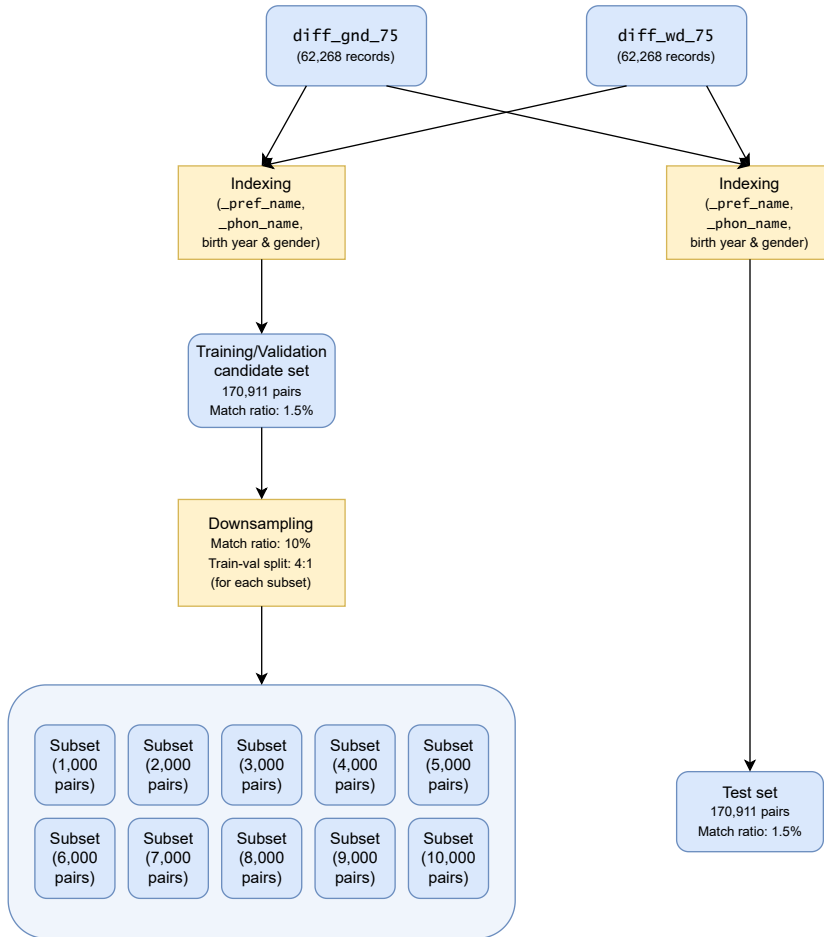 diff_gnd_75
(62,268 records)
diff_wd_75
(62,268 records)
Indexing
(_pref_name,
_phon_name,
birth year & gender)
Indexing
(_pref_name,
_phon_name,
birth year & gender)
Training/Validation
candidate set
170,911 pairs
Match ratio: 1.5%
Downsampling
Match ratio: 10%
Train-val split: 4:1
(for each subset)
Subset
(1,000
pairs)
Subset
(2,000
pairs)
Subset
(3,000
pairs)
Subset
(4,000
pairs)
Subset
(5,000
pairs)
Subset
(6,000
pairs)
Subset
(7,000
pairs)
Subset
(8,000
pairs)
Subset
(9,000
pairs)
Subset
(10,000
pairs)
Test set
170,911 pairs
Match ratio: 1.5%